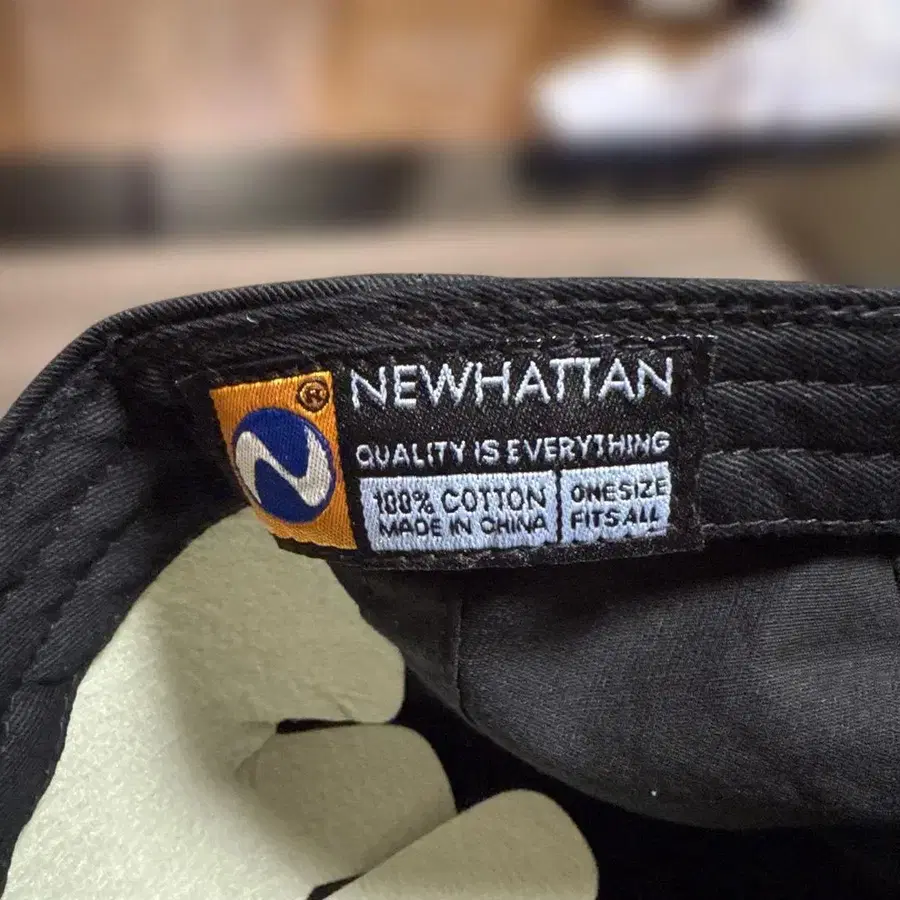 ®
NEWHATTAN
QUALITY IS EVERYTHING
100% COTTON
MADE IN CHINA
ONE SIZE
FITS ALL